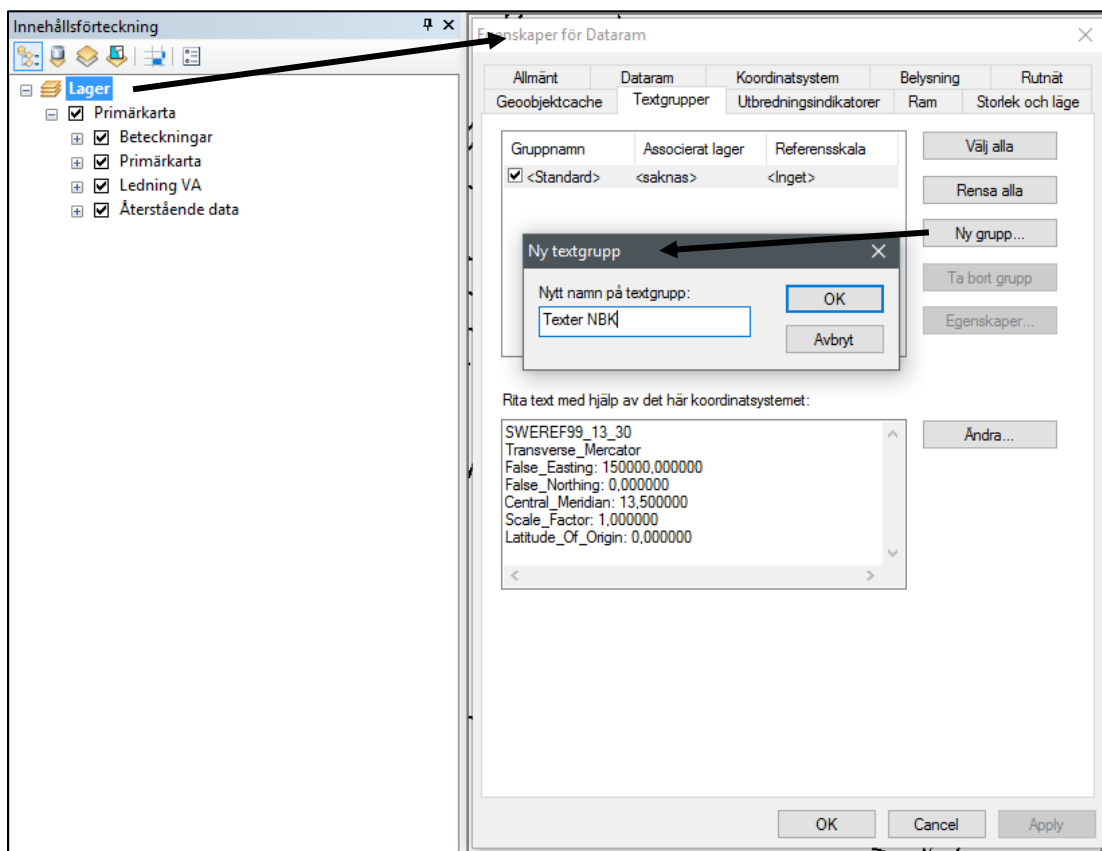 Innehållsförteckning
Lager
Primärkarta
Beteckningar
Primärkarta
Ledning VA
Återstående data
Egenskaper för Dataram
Allmänt Dataram Koordinatsystem Belysning Rutnät
Geoobjektcache Textgrupper Utbredningsindikatorer Ram Storlek och läge
Gruppnamn Associerat lager Referensskala
<Standard> <saknas> <Inget>
Välj alla
Rensa alla
Ny grupp...
Ta bort grupp
Egenskaper...
Ny textgrupp
Nytt namn på textgrupp:
Texter NBK
OK
Avbryt
Rita text med hjälp av det här koordinatsystemet:
SWEREF99_13_30
Transverse_Mercator
False_Easting: 150000,000000
False_Northing: 0,000000
Central_Meridian: 13,500000
Scale_Factor: 1,000000
Latitude_Of_Origin: 0,000000
Ändra...
OK Cancel Apply